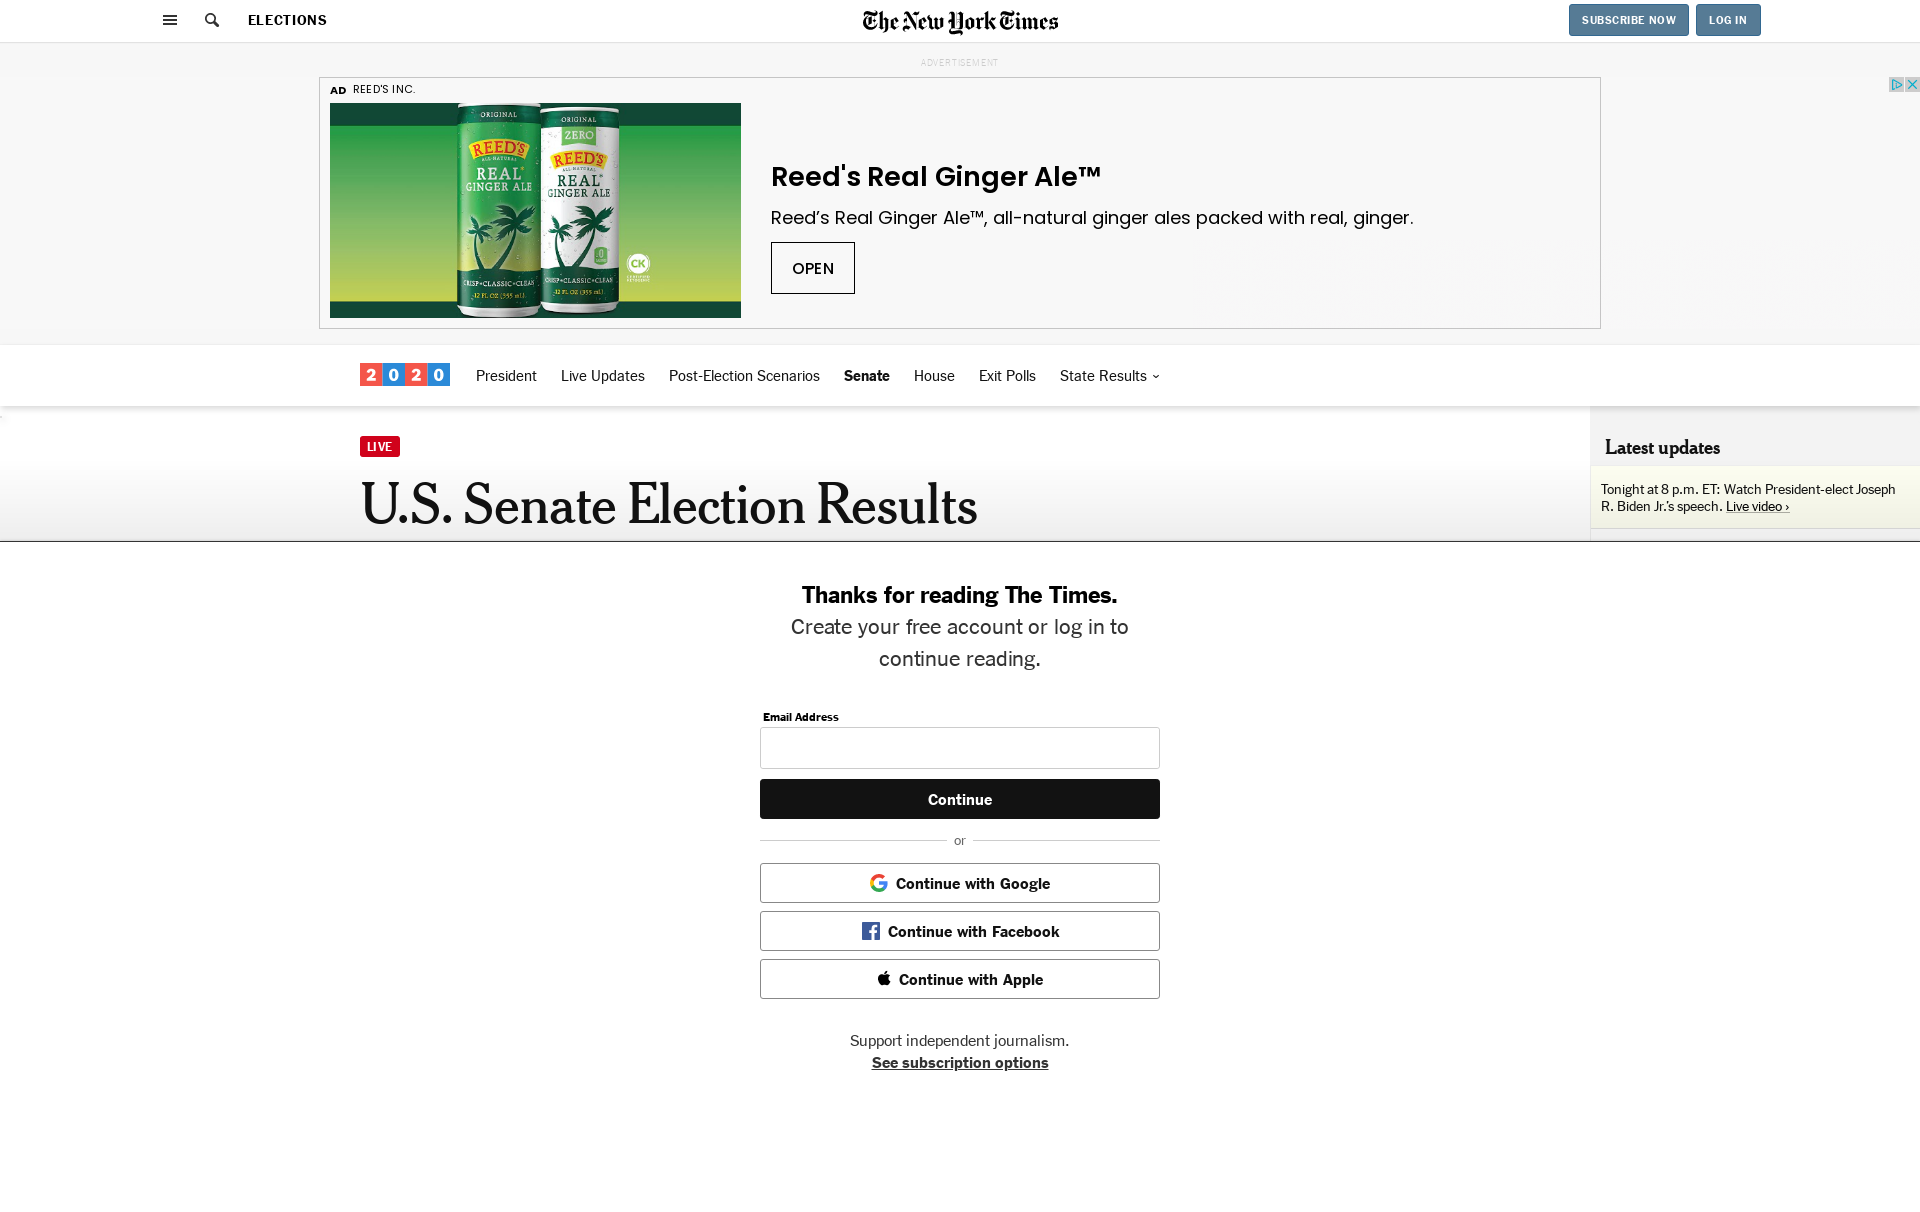 ELECTIONS
The New York Times
SUBSCRIBE NOW
LOG IN
ADVERTISEMENT
AD REED'S INC.
ORIGINAL
REED'S
ALL-NATURAL
REAL
GINGER ALE
CRISP•CLASSIC•CLEAN
12 FL OZ (355 mL)
ORIGINAL
ZERO
REED'S
ALL-NATURAL
REAL
GINGER ALE
CRISP•CLASSIC•CLEAN
12 FL OZ (355 mL)
CK
Reed's Real Ginger Ale™
Reed’s Real Ginger Ale™, all-natural ginger ales packed with real, ginger.
OPEN
2020
President
Live Updates
Post-Election Scenarios
Senate
House
Exit Polls
State Results
LIVE
U.S. Senate Election Results
Latest updates
Tonight at 8 p.m. ET: Watch President-elect Joseph
R. Biden Jr.’s speech. Live video ›
Thanks for reading The Times.
Create your free account or log in to
continue reading.
Email Address
Continue
or
Continue with Google
Continue with Facebook
Continue with Apple
Support independent journalism.
See subscription options